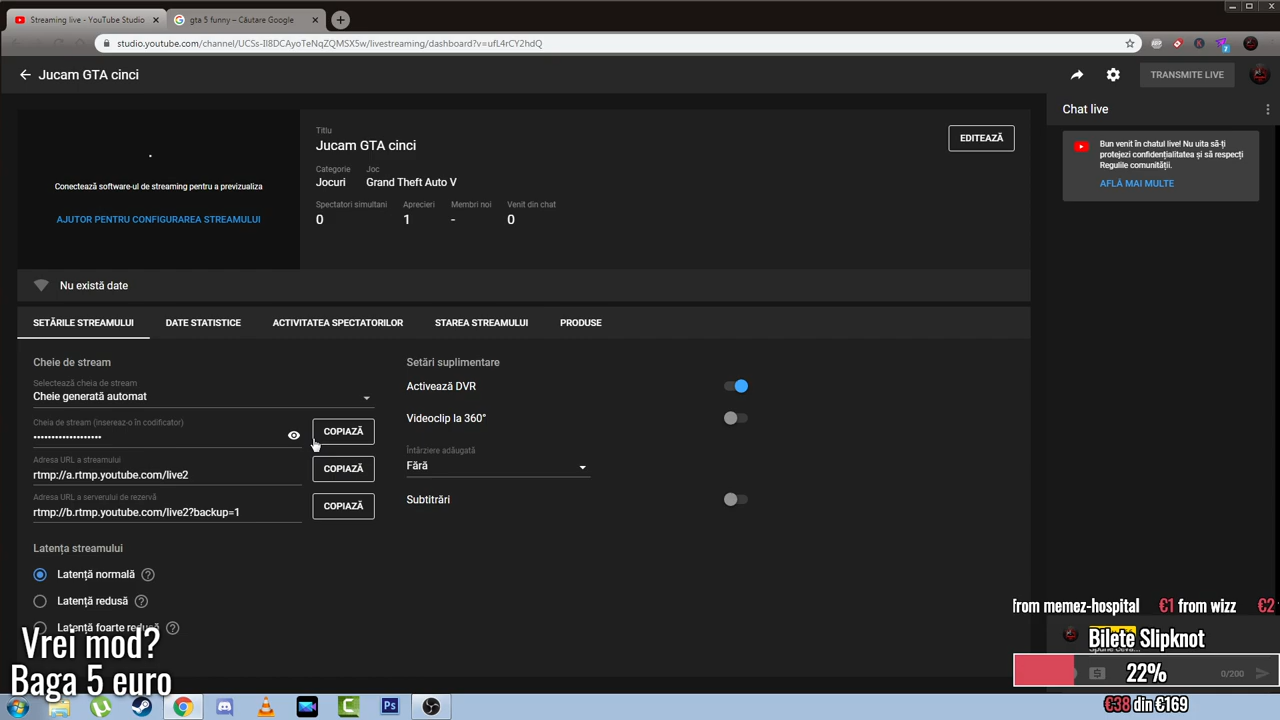 Streaming live - YouTube Studio
gta 5 funny – Căutare Google
studio.youtube.com/channel/UCSs-Il8DCAyoTeNqZQMSX5w/livestreaming/dashboard?v=ufL4rCY2hdQ
7
Jucam GTA cinci
TRANSMITE LIVE
Conectează software-ul de streaming pentru a previzualiza
AJUTOR PENTRU CONFIGURAREA STREAMULUI
Titlu
Jucam GTA cinci
EDITEAZĂ
Categorie Joc
Jocuri Grand Theft Auto V
Spectatori simultani Aprecieri Membri noi Venit din chat
0 1 - 0
Chat live
Bun venit în chatul live! Nu uita să-ți
protejezi confidențialitatea și să respecți
Regulile comunității.
AFLĂ MAI MULTE
Nu există date
SETĂRILE STREAMULUI DATE STATISTICE ACTIVITATEA SPECTATORILOR STAREA STREAMULUI PRODUSE
Cheie de stream
Selectează cheia de stream
Cheie generată automat
Cheia de stream (inserează-o în codificator)
••••••••••••••••••• COPIAZĂ
Adresa URL a streamului
rtmp://a.rtmp.youtube.com/live2 COPIAZĂ
Adresa URL a serverului de rezervă
rtmp://b.rtmp.youtube.com/live2?backup=1 COPIAZĂ
Latența streamului
Latență normală
Latență redusă
Latență foarte redusă
Setări suplimentare
Activează DVR
Videoclip la 360°
Întârziere adăugată
Fără
Subtitrări
Vrei mod?
Baga 5 euro
from memez-hospital €1 from wizz €2
Bilete Slipknot
22%
0/200
€38 din €169
Ps